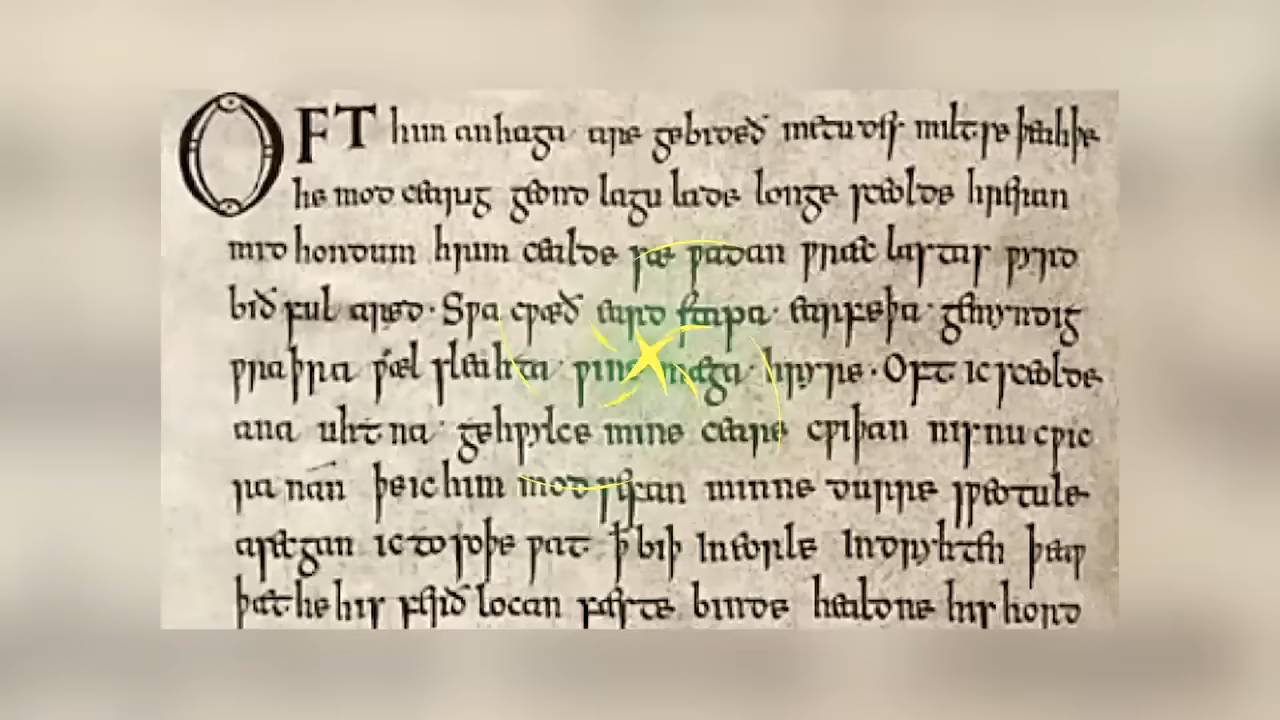 OFT him anhaga are gebideð metudes miltse þeahþe
he mod cearig geond lagu lade longe sceolde hreran
mid hondum hrim cealde sæ ƿadan ƿræc lastas ƿyrd
bið ful aræd · Sƿa cƿæð eard stapa · earfeþa · gemyndig
ƿraþra ƿæl sleahta ƿine mæga · hryre · Oft ic sceolde
ana uhtna · gehƿylce mine ceare cƿiþan nis nu cƿic
ra nan þe ic him mod sefan minne durre sƿeotule
asecgan ic to soþe ƿat þ biþ in eorle indryhten þeaƿ
þæt he his ferð locan fæste binde healdne his hord